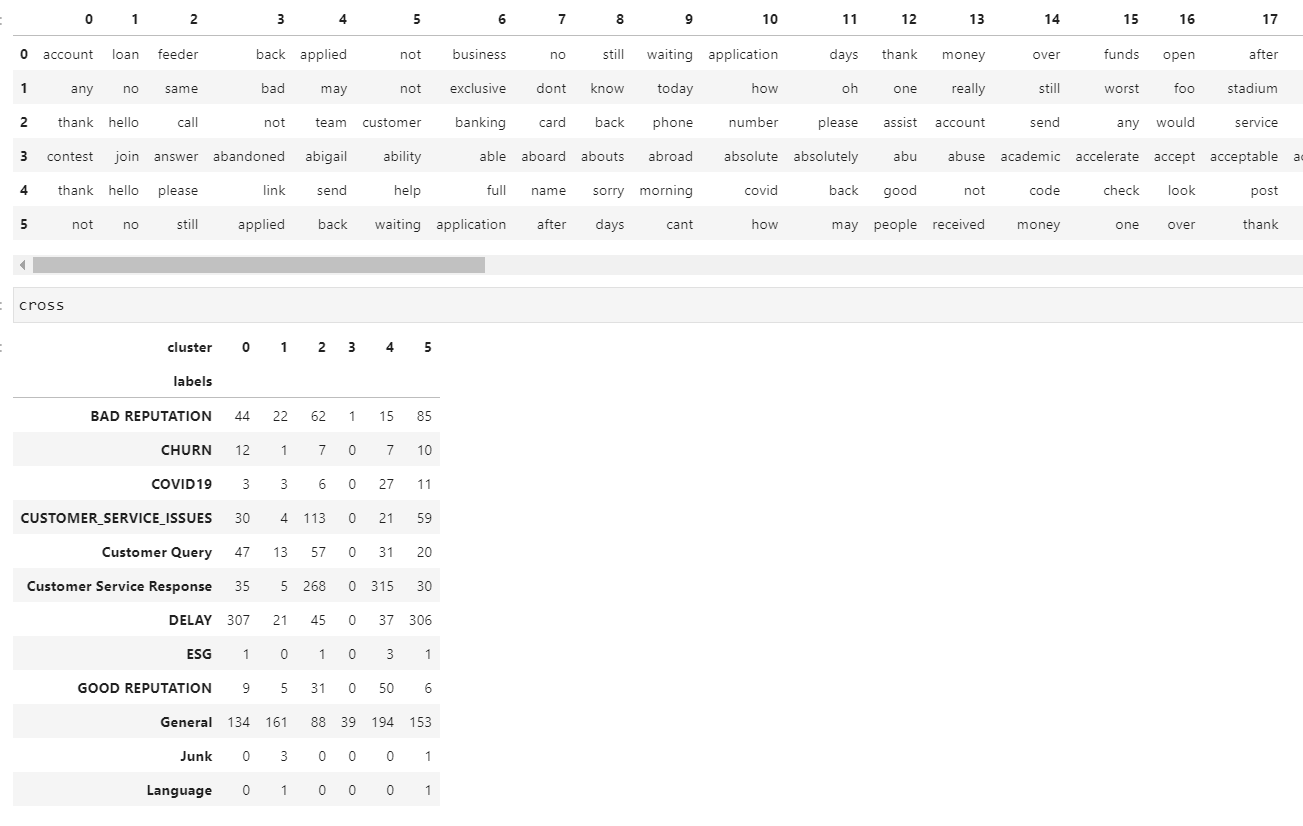 0 1 2 3 4 5 6 7 8 9 10 11 12 13 14 15 16 17
0 account loan feeder back applied not business no still waiting application days thank money over funds open after
1 any no same bad may not exclusive dont know today how oh one really still worst foo stadium
2 thank hello call not team customer banking card back phone number please assist account send any would service
3 contest join answer abandoned abigail ability able aboard abouts abroad absolute absolutely abu abuse academic accelerate accept acceptable
4 thank hello please link send help full name sorry morning covid back good not code check look post
5 not no still applied back waiting application after days cant how may people received money one over thank
cross
cluster 0 1 2 3 4 5
labels
BAD REPUTATION 44 22 62 1 15 85
CHURN 12 1 7 0 7 10
COVID19 3 3 6 0 27 11
CUSTOMER_SERVICE_ISSUES 30 4 113 0 21 59
Customer Query 47 13 57 0 31 20
Customer Service Response 35 5 268 0 315 30
DELAY 307 21 45 0 37 306
ESG 1 0 1 0 3 1
GOOD REPUTATION 9 5 31 0 50 6
General 134 161 88 39 194 153
Junk 0 3 0 0 0 1
Language 0 1 0 0 0 1